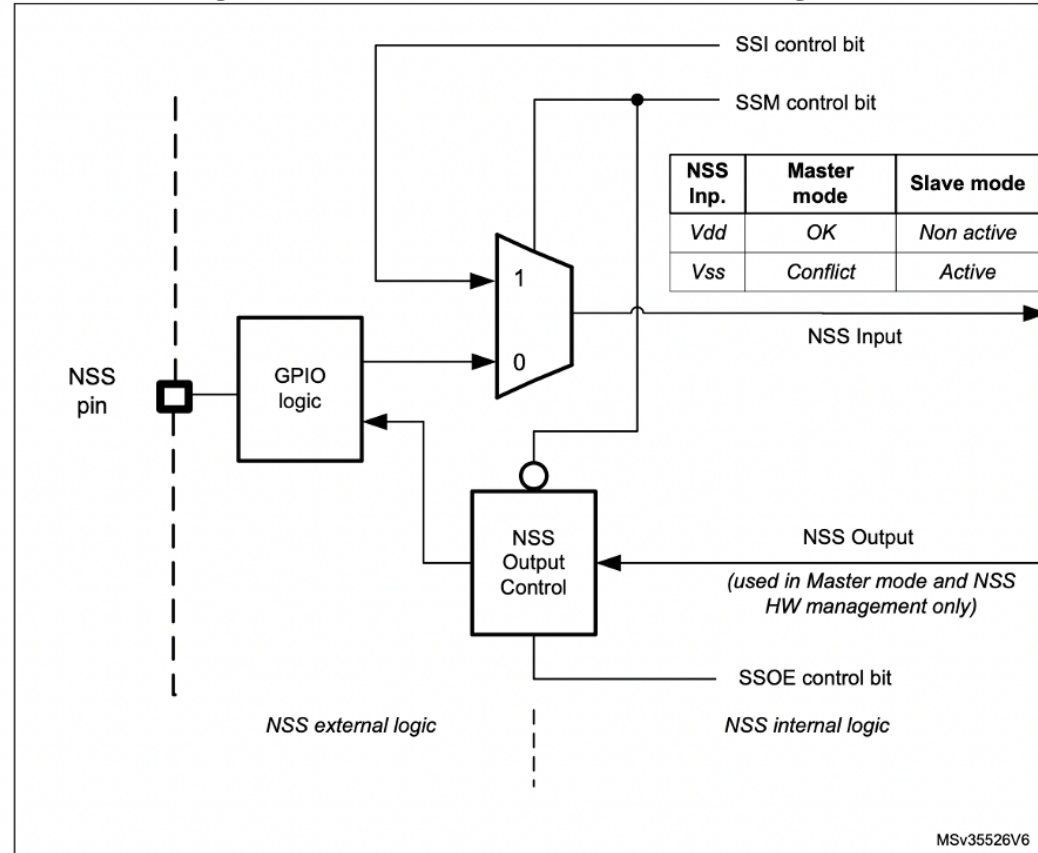 SSI control bit
SSM control bit
NSS Inp. Master mode Slave mode
Vdd OK Non active
Vss Conflict Active
1
NSS Input
0
NSS
pin
GPIO
logic
NSS
Output
Control
NSS Output
(used in Master mode and NSS
HW management only)
SSOE control bit
NSS external logic
NSS internal logic
MSv35526V6